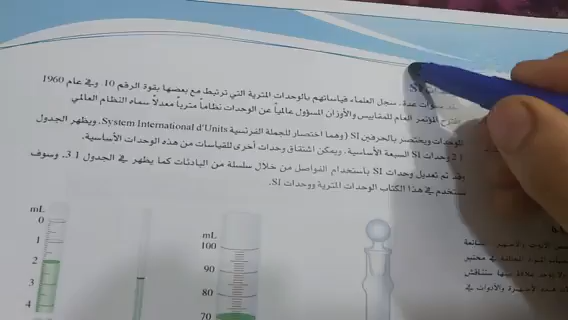 SI
سنوات عدة، سجل العلماء قياساتهم بالوحدات المترية التي ترتبط مع بعضها بقوة الرقم 10. وفي عام 1960
اقترح المؤتمر العام للمقاييس والأوزان المسؤول عالمياً عن الوحدات نظاماً مترياً معدلاً سماه النظام العالمي
للوحدات ويختصر بالحرفين SI (وهما اختصار للجملة الفرنسية System International d'Units. ويظهر الجدول
1 2 وحدات SI السبعة الأساسية. ويمكن اشتقاق وحدات أخرى للقياسات من هذه الوحدات الأساسية.
وقد تم تعديل وحدات SI باستخدام الفواصل من خلال سلسلة من البادئات كما يظهر في الجدول 1 3. وسوف
نستخدم في هذا الكتاب الوحدات المترية ووحدات SI.
mL
0
1
2
3
4
mL
100
90
80
70